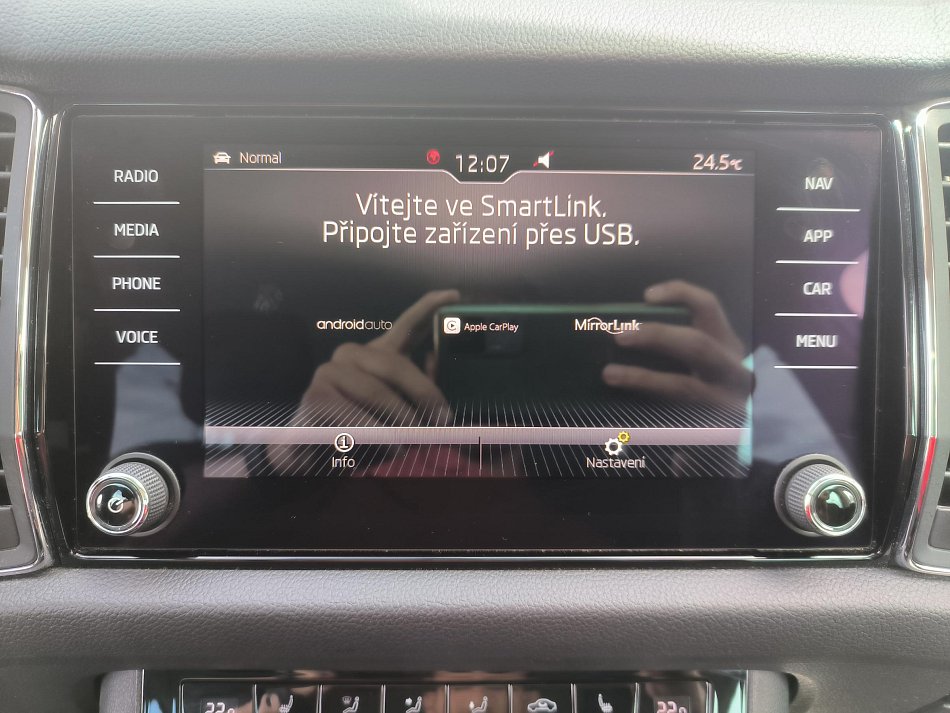 RADIO
MEDIA
PHONE
VOICE
Normal
12:07
24.5°C
Vítejte ve SmartLink.
Připojte zařízení přes USB.
androidauto
Apple CarPlay
MirrorLink
Info
Nastavení
NAV
APP
CAR
MENU